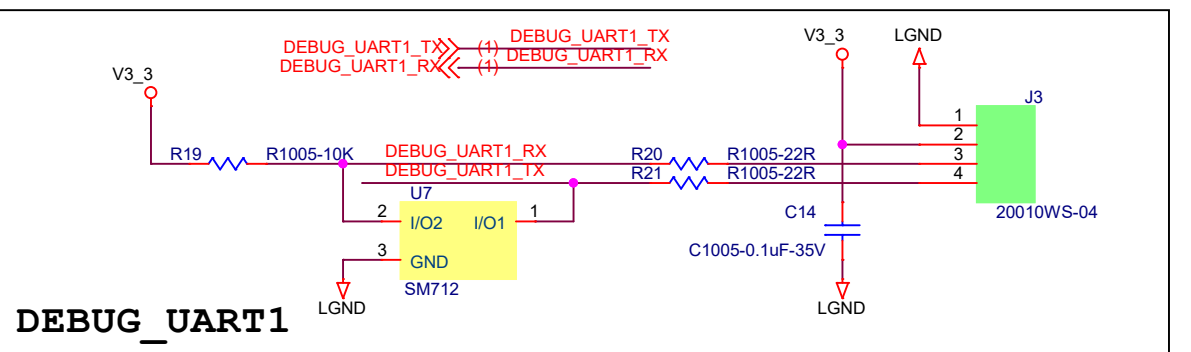 DEBUG_UART1_TX (1) DEBUG_UART1_TX
DEBUG_UART1_RX (1) DEBUG_UART1_RX
V3_3 LGND
V3_3
J3
1
2
R19 R1005-10K DEBUG_UART1_RX R20 R1005-22R 3
DEBUG_UART1_TX R21 R1005-22R 4
U7
2 I/O2 I/O1 1
C14 20010WS-04
3 GND
C1005-0.1uF-35V
SM712
LGND LGND
DEBUG_UART1